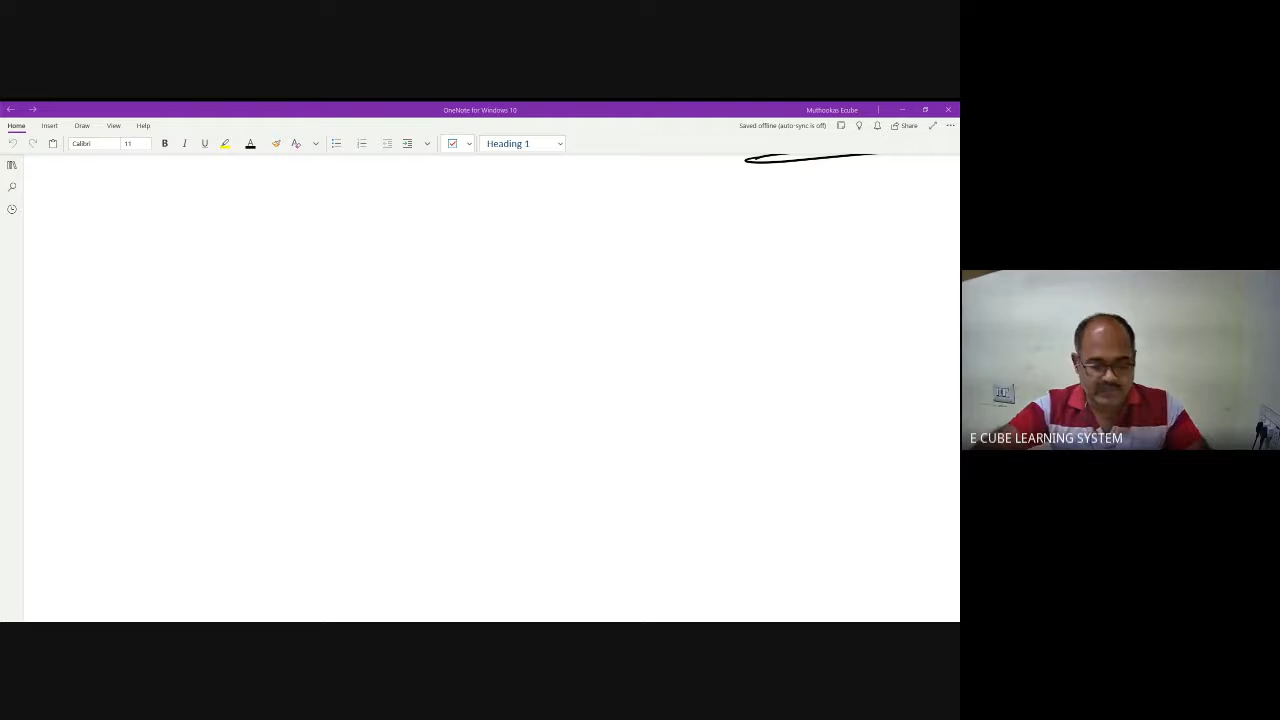 OneNote for Windows 10
Muthookas Ecube
Home Insert Draw View Help
Saved offline (auto-sync is off) Share
Calibri 11 B I U A A Heading 1
E CUBE LEARNING SYSTEM